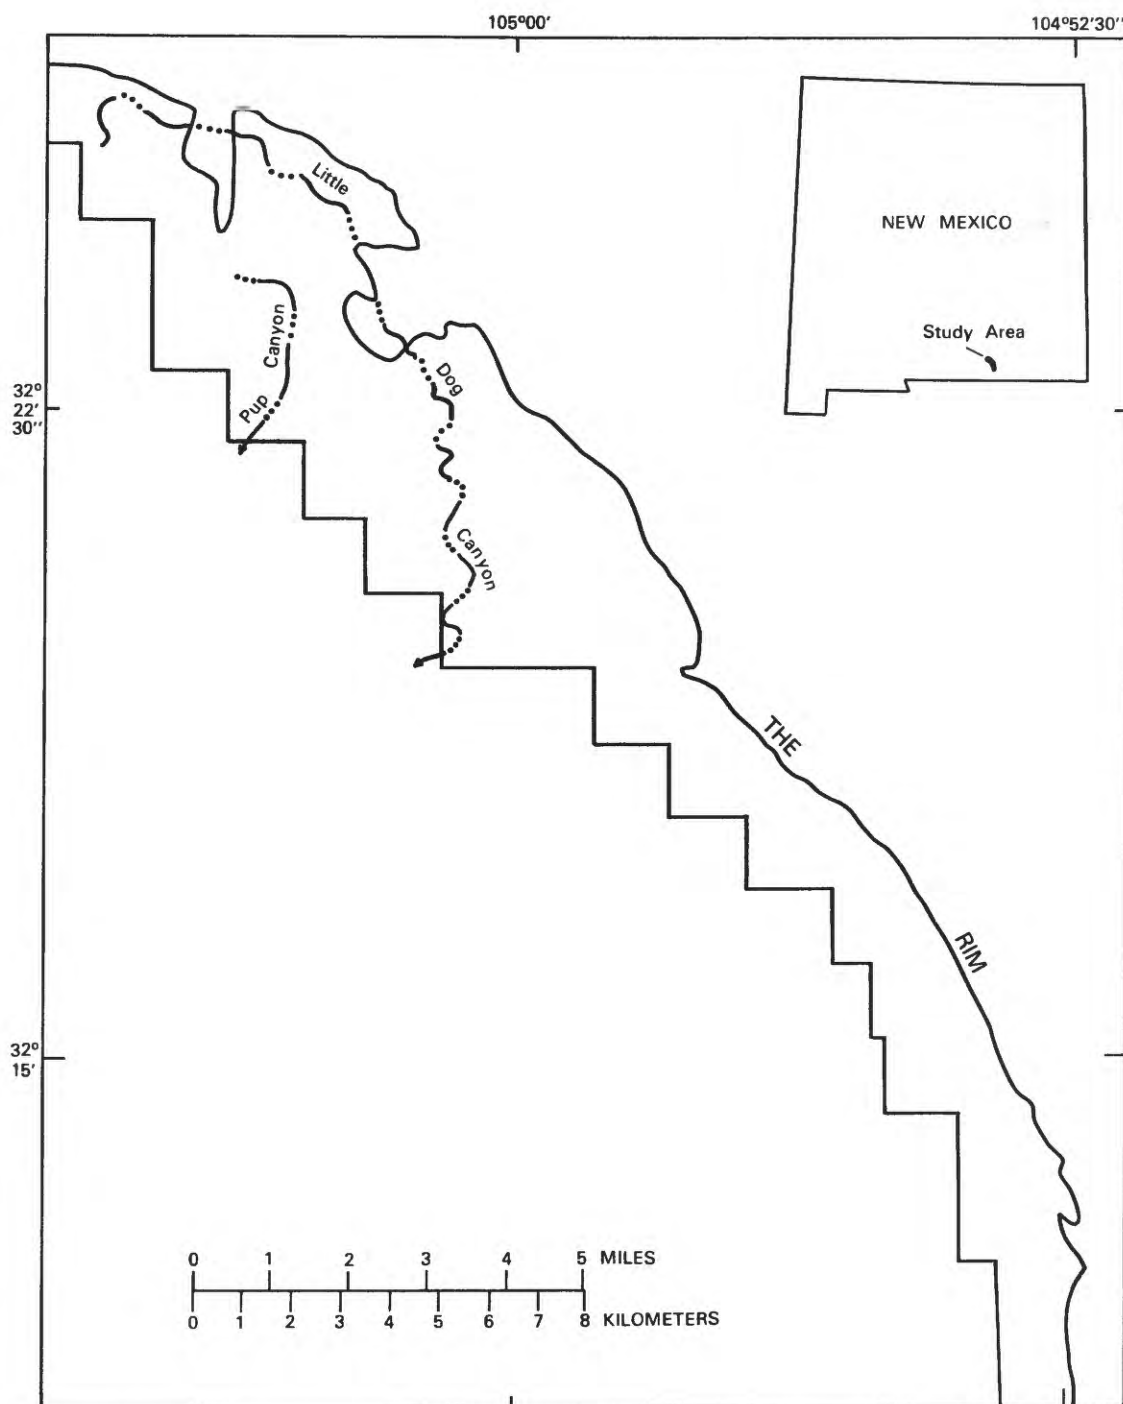 105°00'
104°52'30"
NEW MEXICO
Study Area
Little
Dog
Canyon
Pup
Canyon
32°
22'
30"
THE
RIM
32°
15'
0 1 2 3 4 5 MILES
0 1 2 3 4 5 6 7 8 KILOMETERS